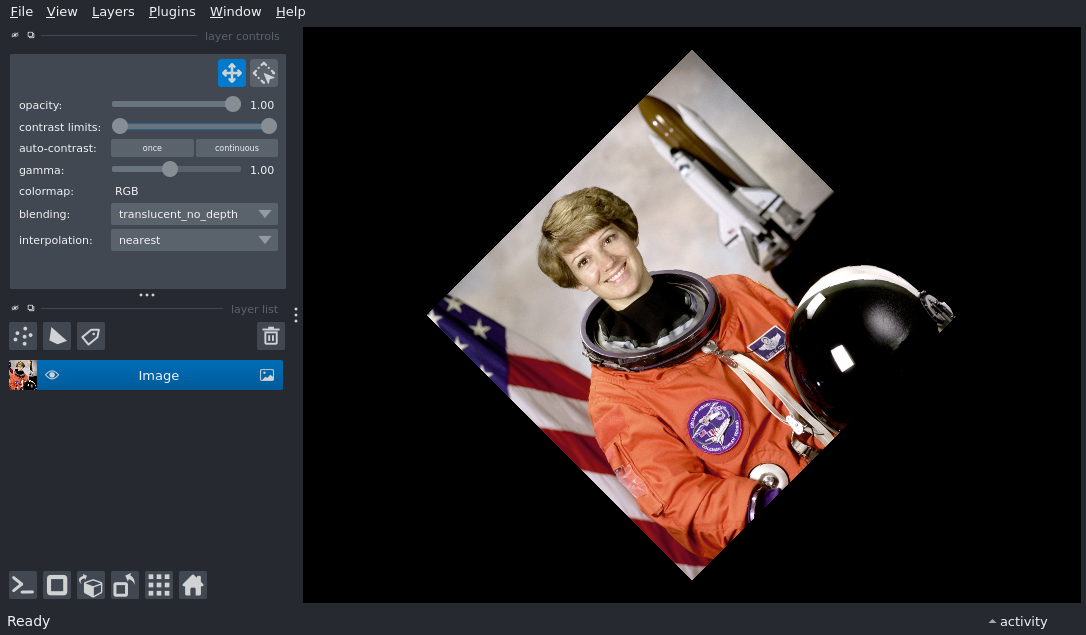 File View Layers Plugins Window Help
layer controls
opacity: 1.00
contrast limits:
auto-contrast: once continuous
gamma: 1.00
colormap: RGB
blending: translucent_no_depth
interpolation: nearest
layer list
Image
Ready
activity